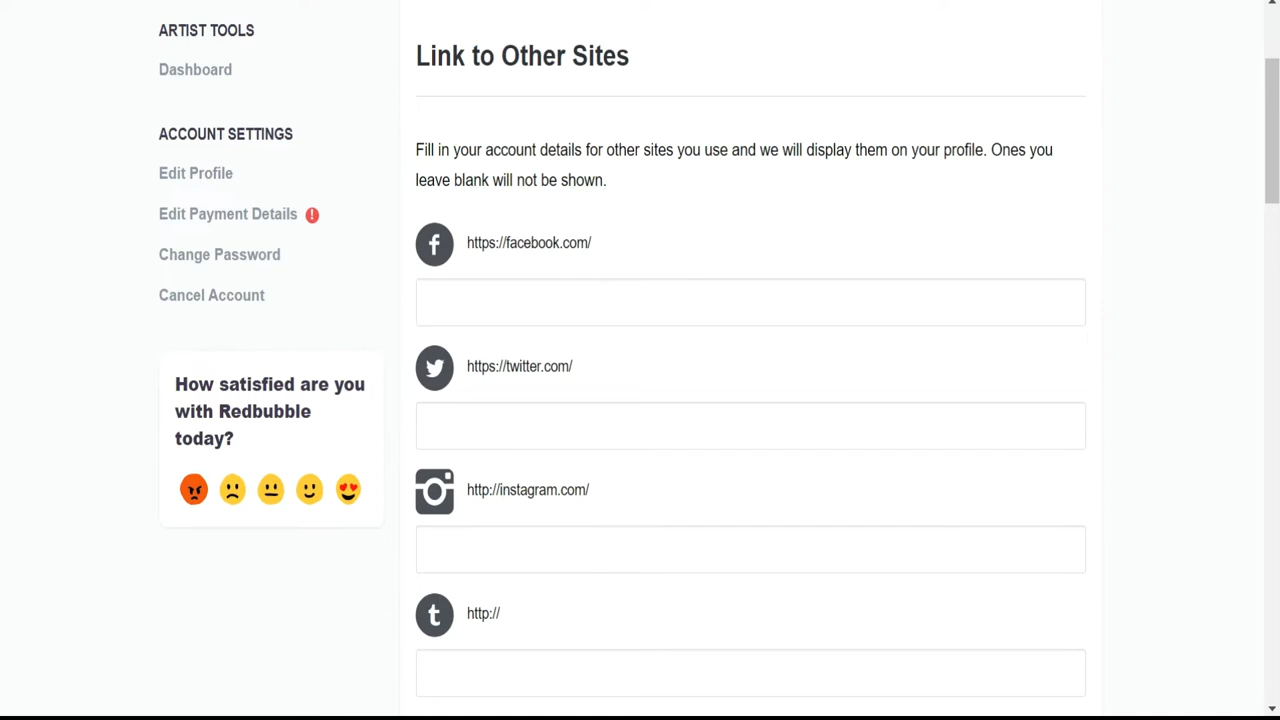 ARTIST TOOLS
Dashboard
ACCOUNT SETTINGS
Edit Profile
Edit Payment Details
Change Password
Cancel Account
How satisfied are you
with Redbubble
today?
Link to Other Sites
Fill in your account details for other sites you use and we will display them on your profile. Ones you
leave blank will not be shown.
https://facebook.com/
https://twitter.com/
http://instagram.com/
http://